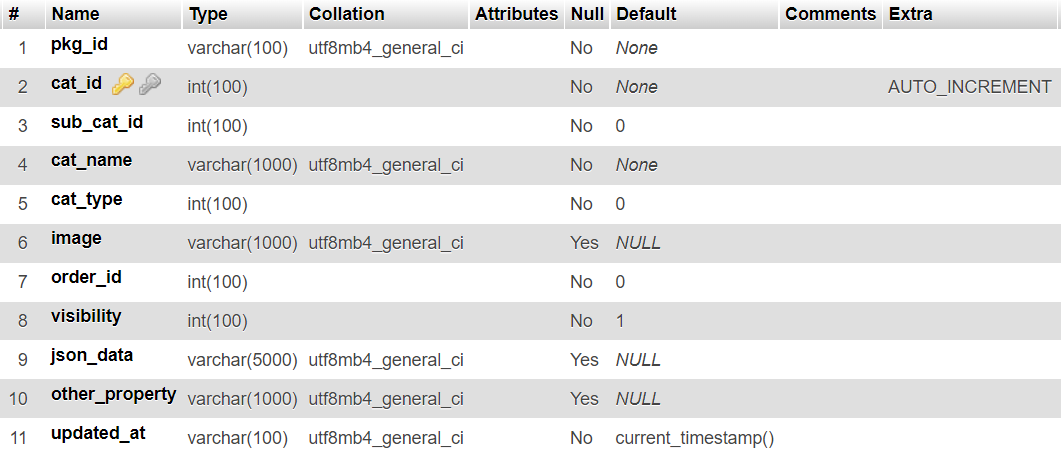 # Name Type Collation Attributes Null Default Comments Extra
1 pkg_id varchar(100) utf8mb4_general_ci No None
2 cat_id int(100) No None AUTO_INCREMENT
3 sub_cat_id int(100) No 0
4 cat_name varchar(1000) utf8mb4_general_ci No None
5 cat_type int(100) No 0
6 image varchar(1000) utf8mb4_general_ci Yes NULL
7 order_id int(100) No 0
8 visibility int(100) No 1
9 json_data varchar(5000) utf8mb4_general_ci Yes NULL
10 other_property varchar(1000) utf8mb4_general_ci Yes NULL
11 updated_at varchar(100) utf8mb4_general_ci No current_timestamp()